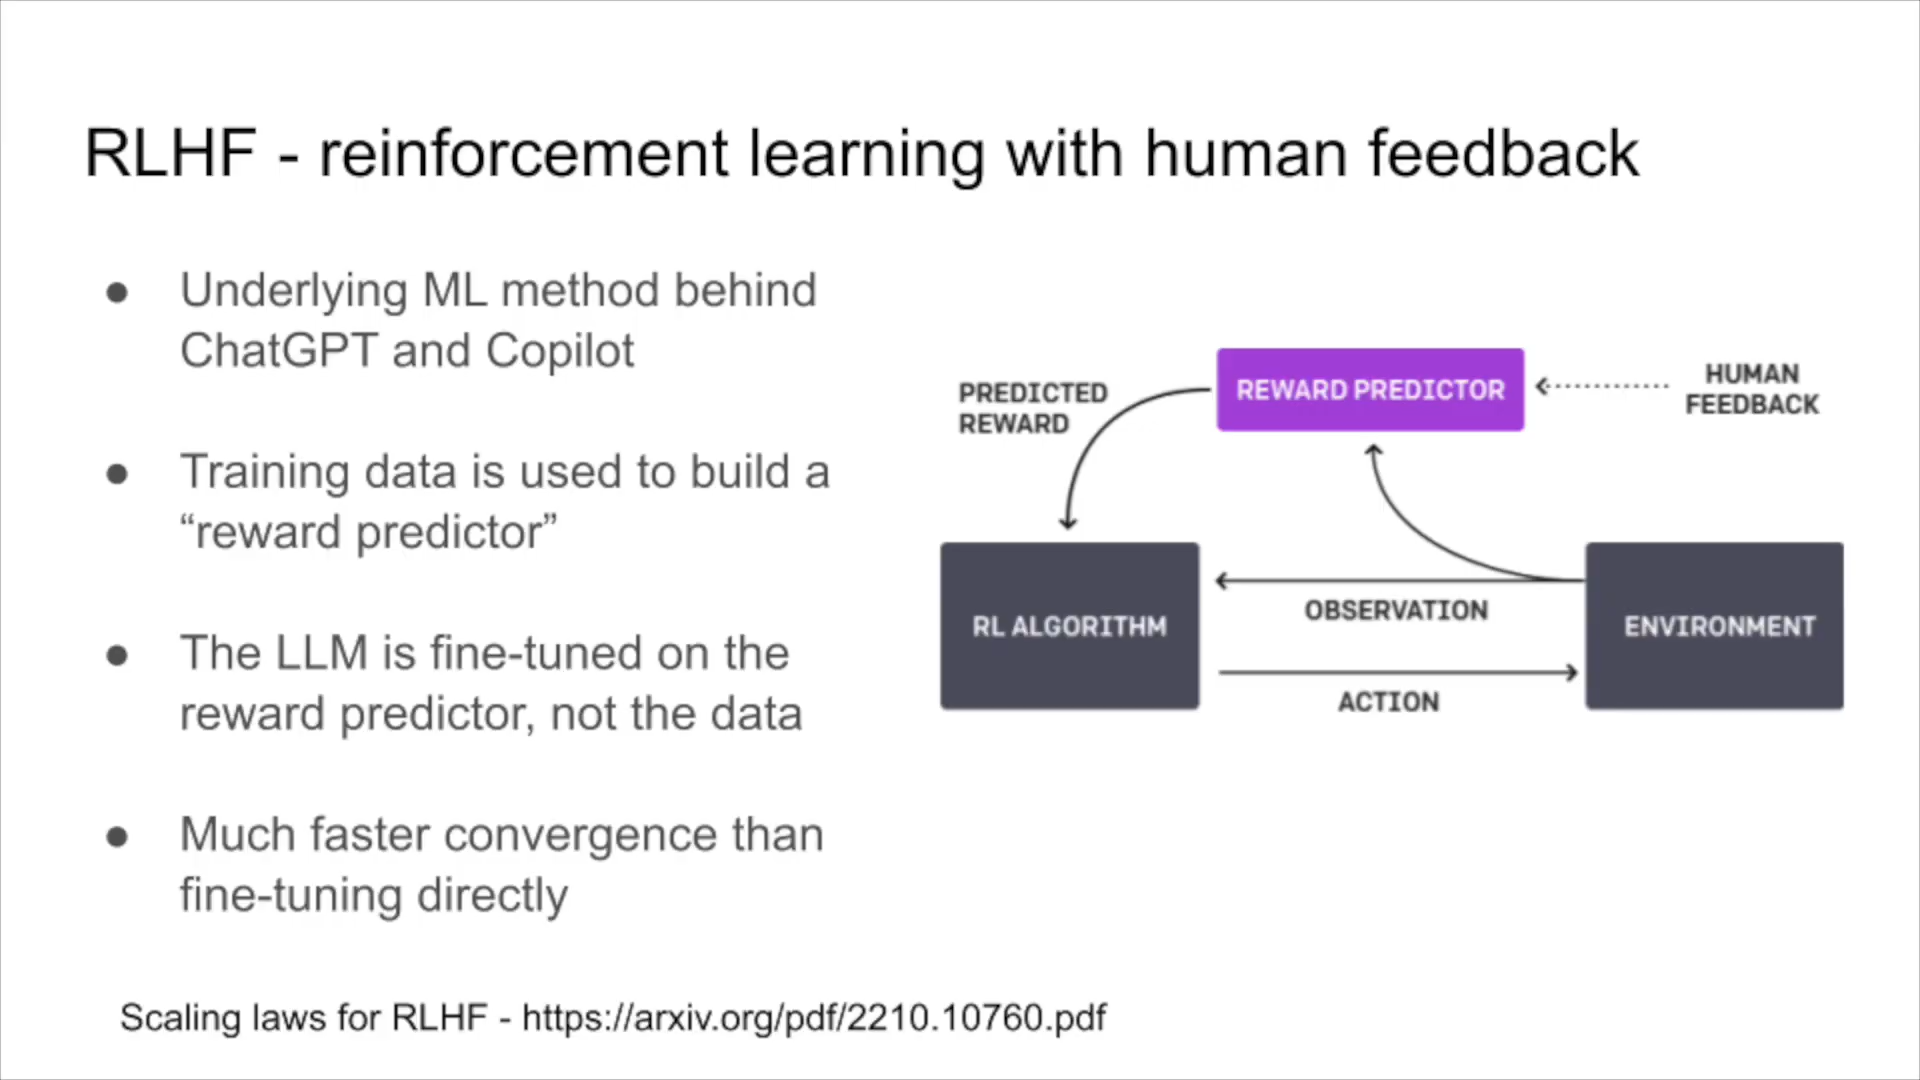 RLHF - reinforcement learning with human feedback
● Underlying ML method behind
ChatGPT and Copilot
● Training data is used to build a
“reward predictor”
● The LLM is fine-tuned on the
reward predictor, not the data
● Much faster convergence than
fine-tuning directly
PREDICTED
REWARD
REWARD PREDICTOR
HUMAN
FEEDBACK
RL ALGORITHM
OBSERVATION
ACTION
ENVIRONMENT
Scaling laws for RLHF - https://arxiv.org/pdf/2210.10760.pdf